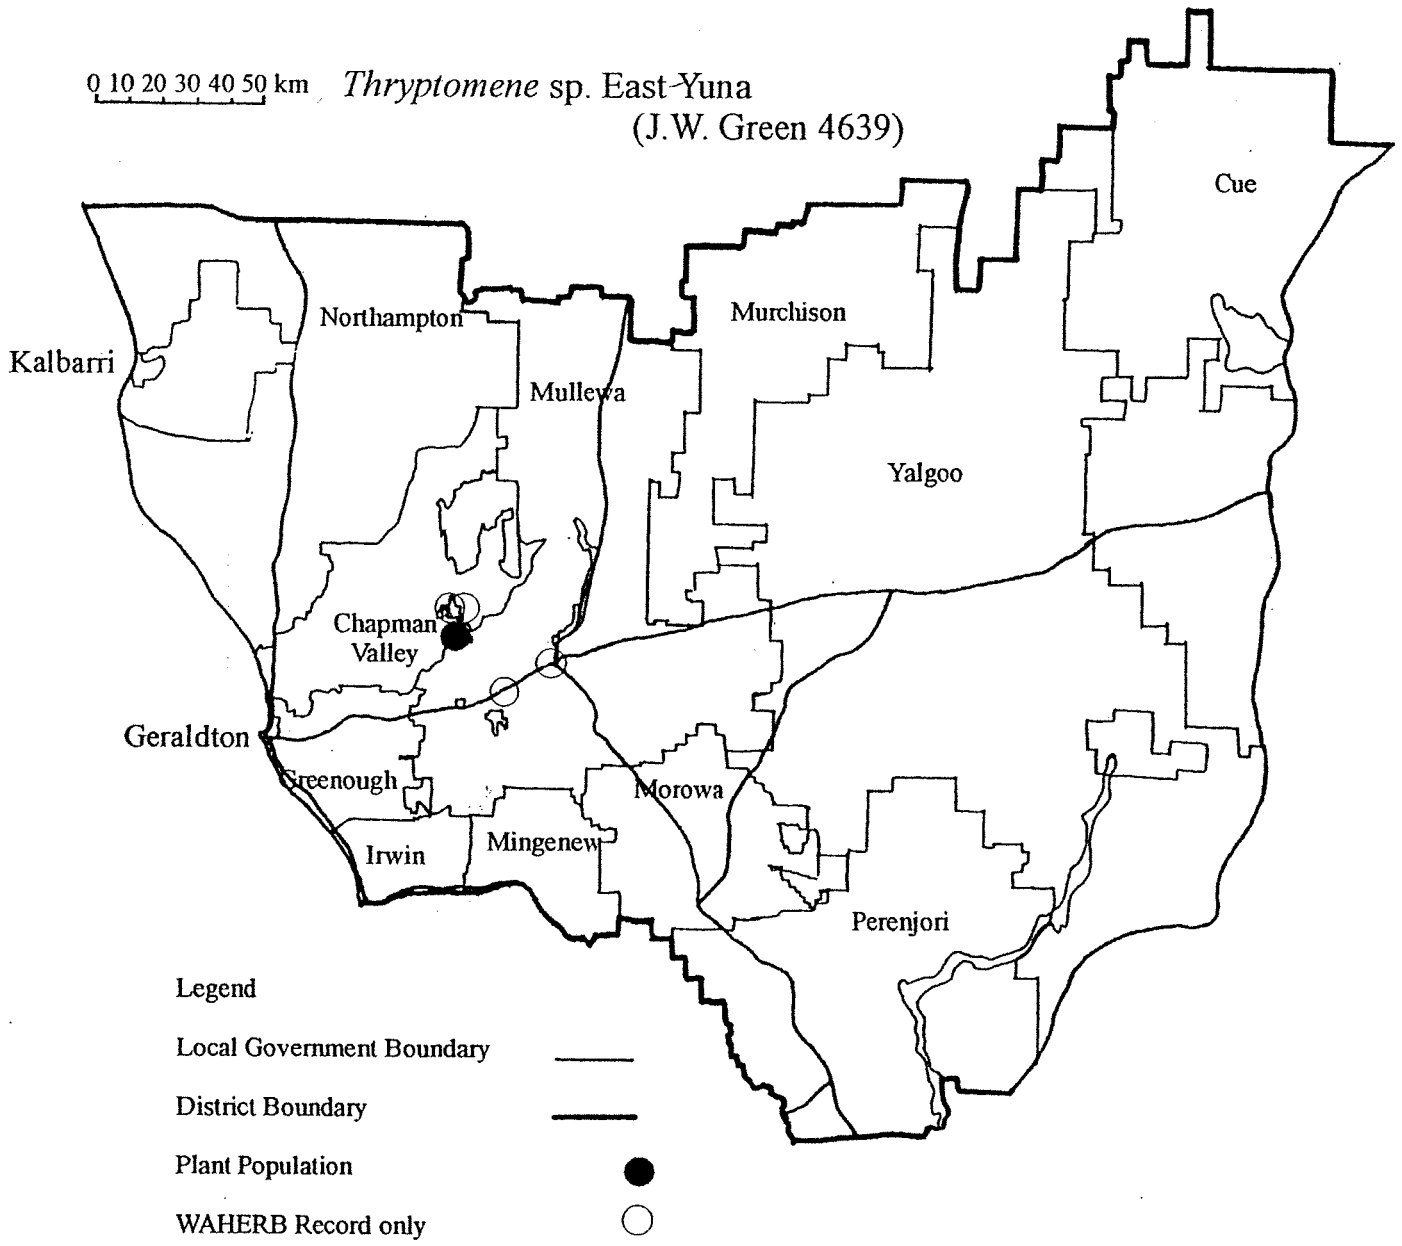 0 10 20 30 40 50 km
Thryptomene sp. East-Yuna
(J.W. Green 4639)
Cue
Northampton
Murchison
Kalbarri
Mullewa
Yalgoo
Chapman
Valley
Geraldton
Greenough
Morowa
Irwin
Mingenew
Perenjori
Legend
Local Government Boundary
District Boundary
Plant Population
WAHERB Record only